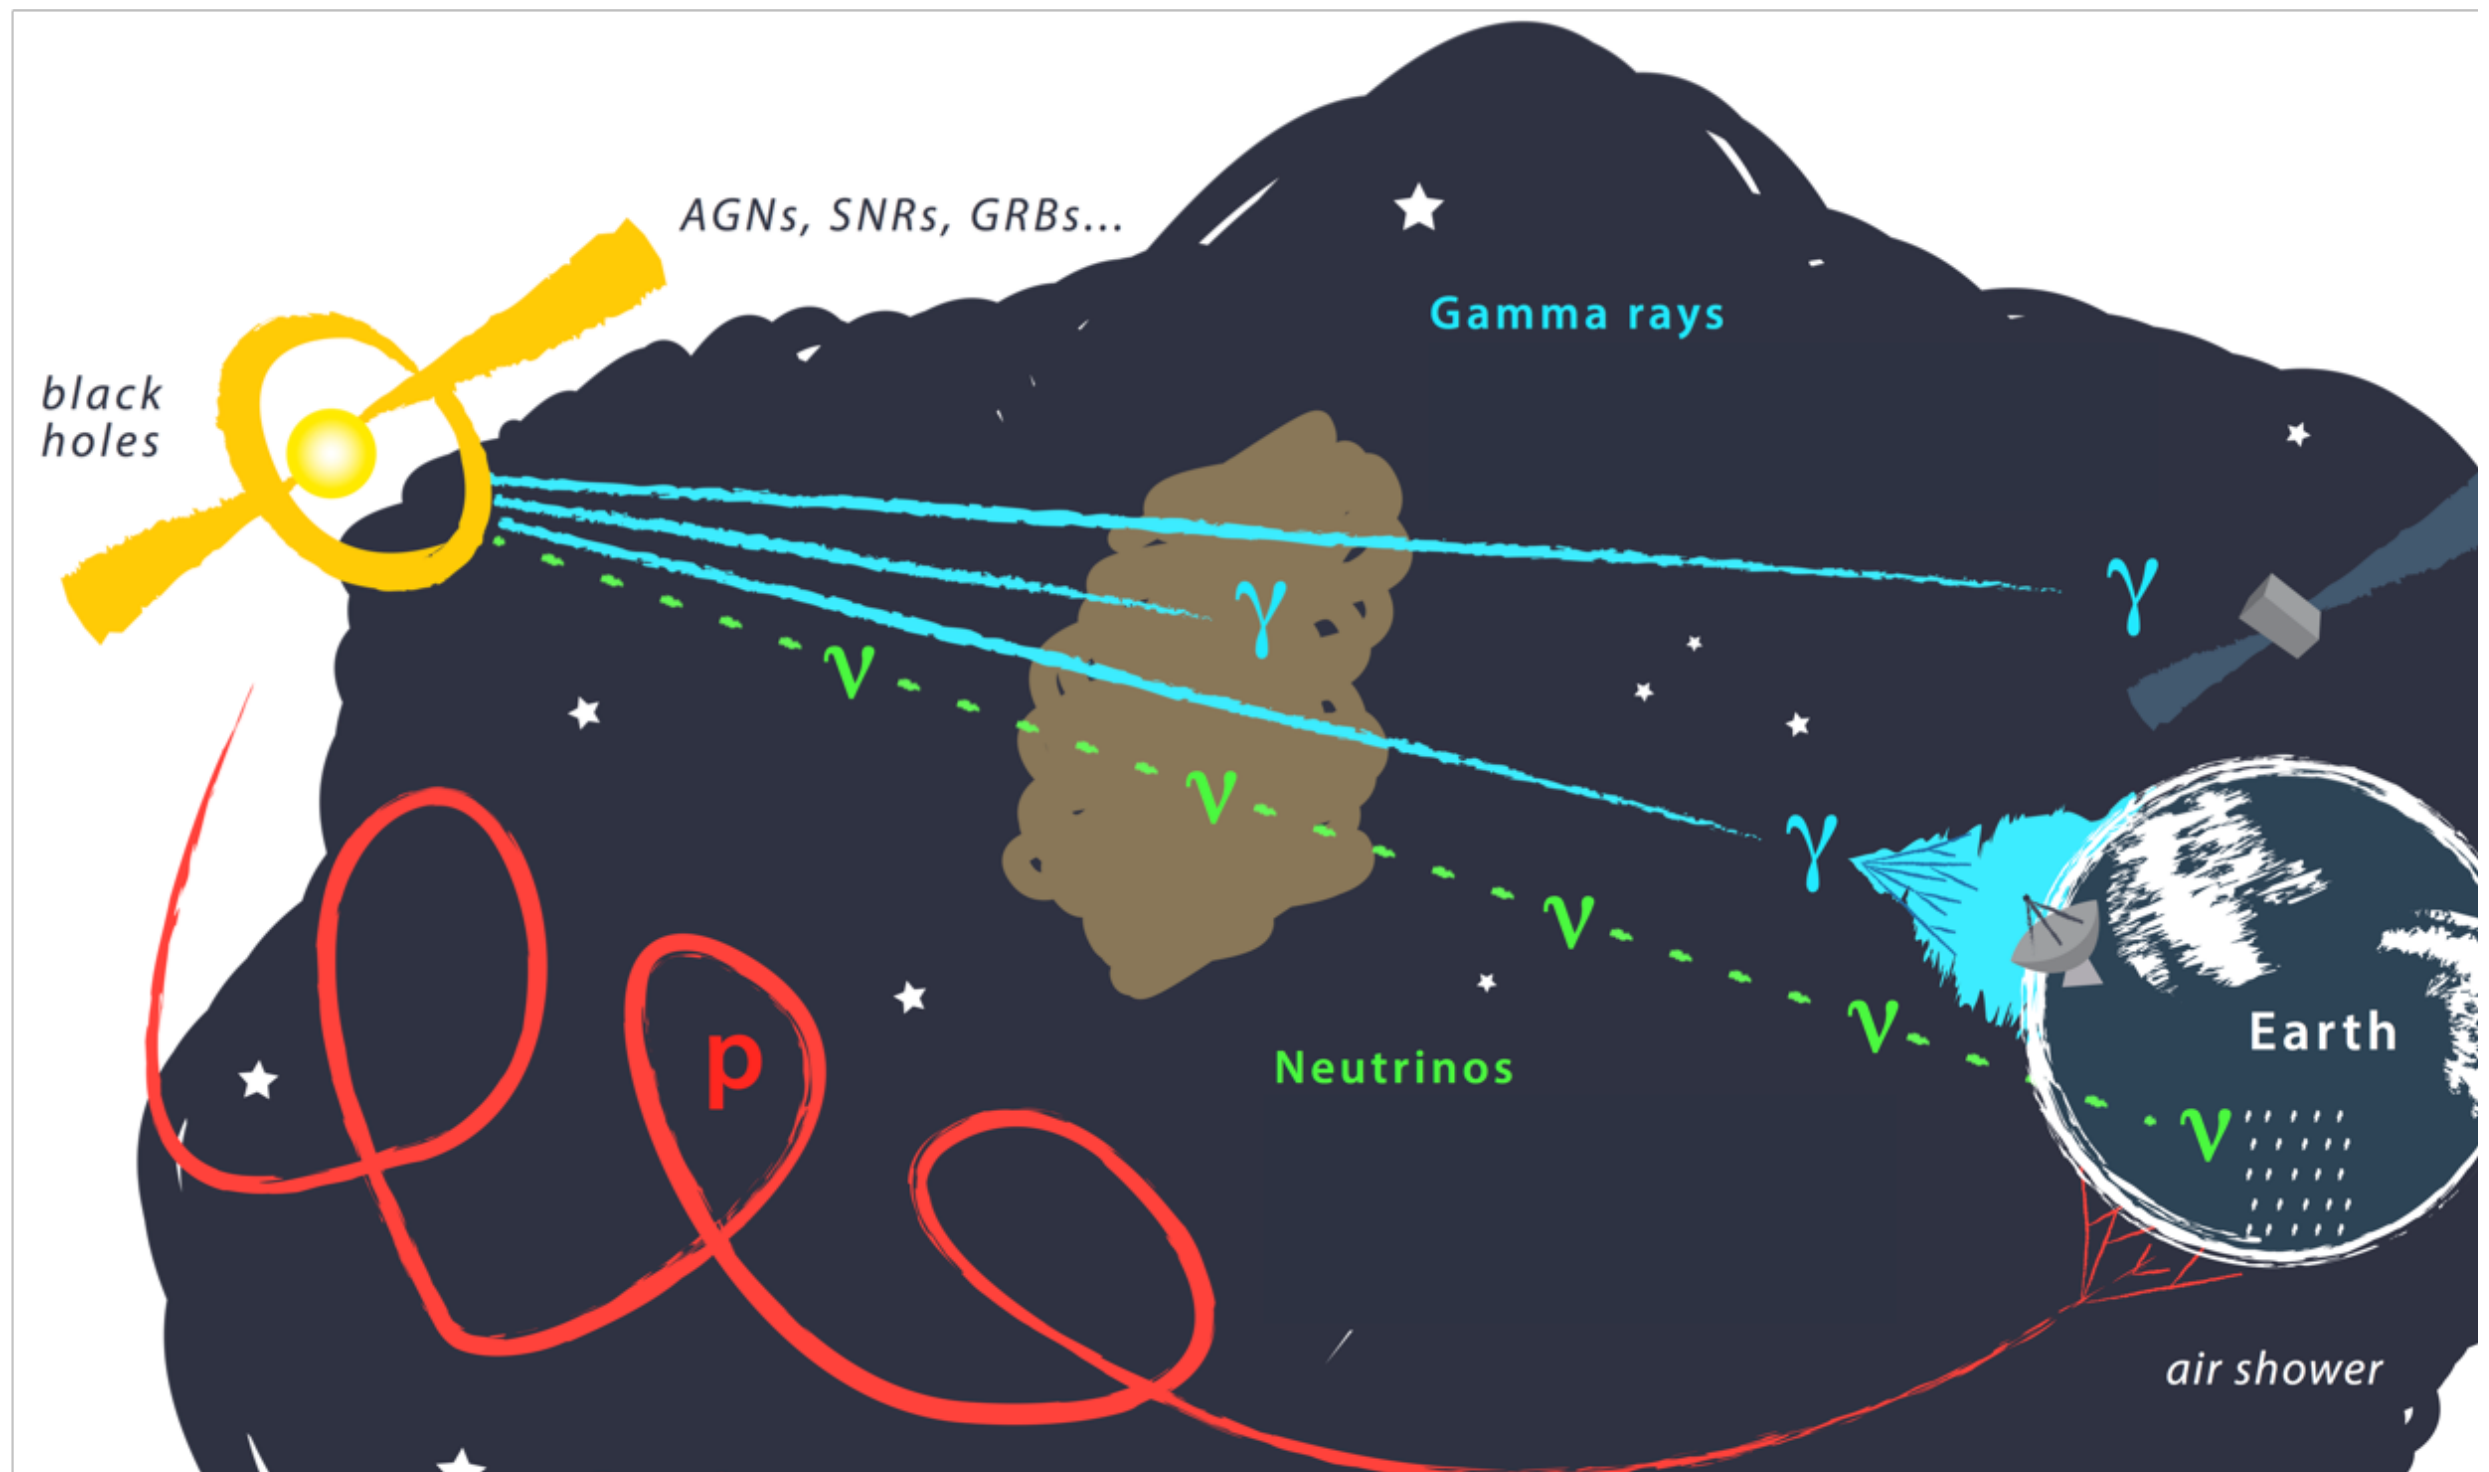 AGNs, SNRs, GRBs...
Gamma rays
black
holes
γ
γ
ν
ν
γ
ν
ν
Earth
p
Neutrinos
ν
air shower